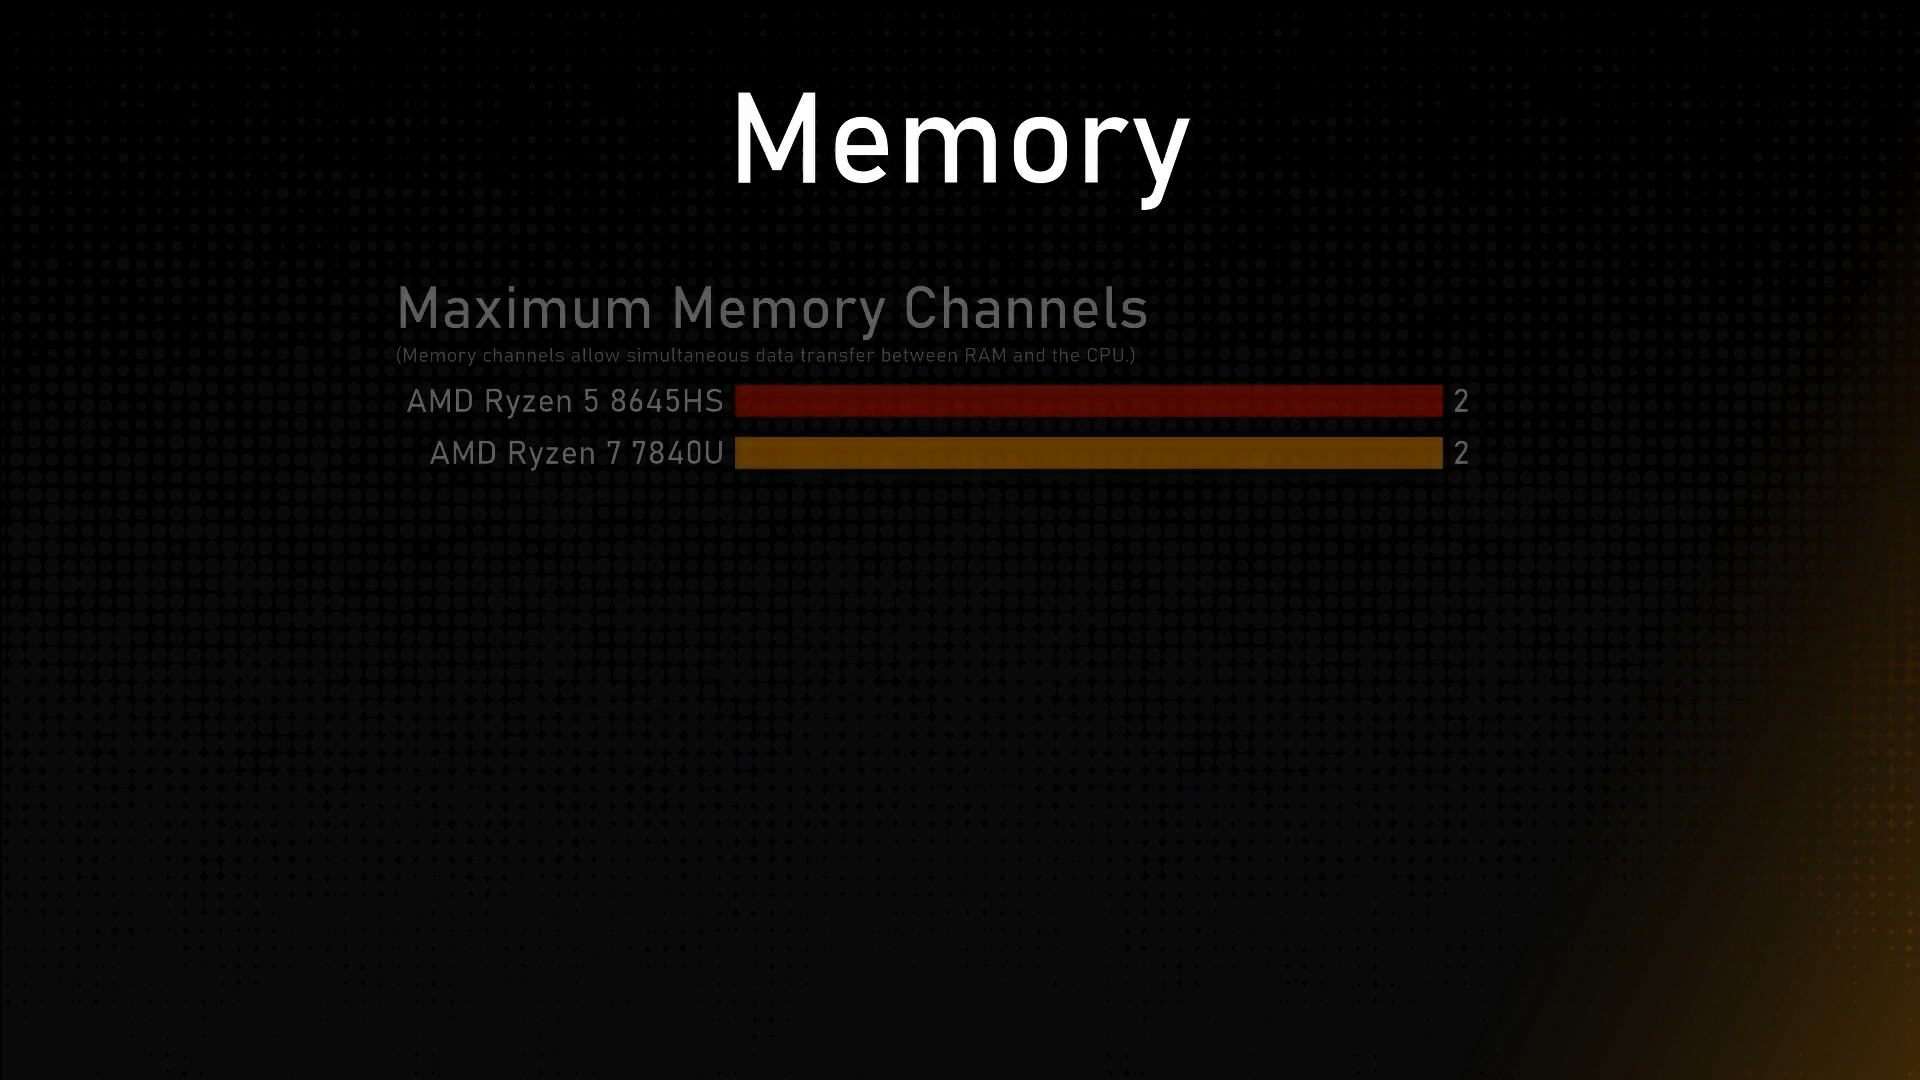 Memory
Maximum Memory Channels
(Memory channels allow simultaneous data transfer between RAM and the CPU.)
AMD Ryzen 5 8645HS 2
AMD Ryzen 7 7840U 2